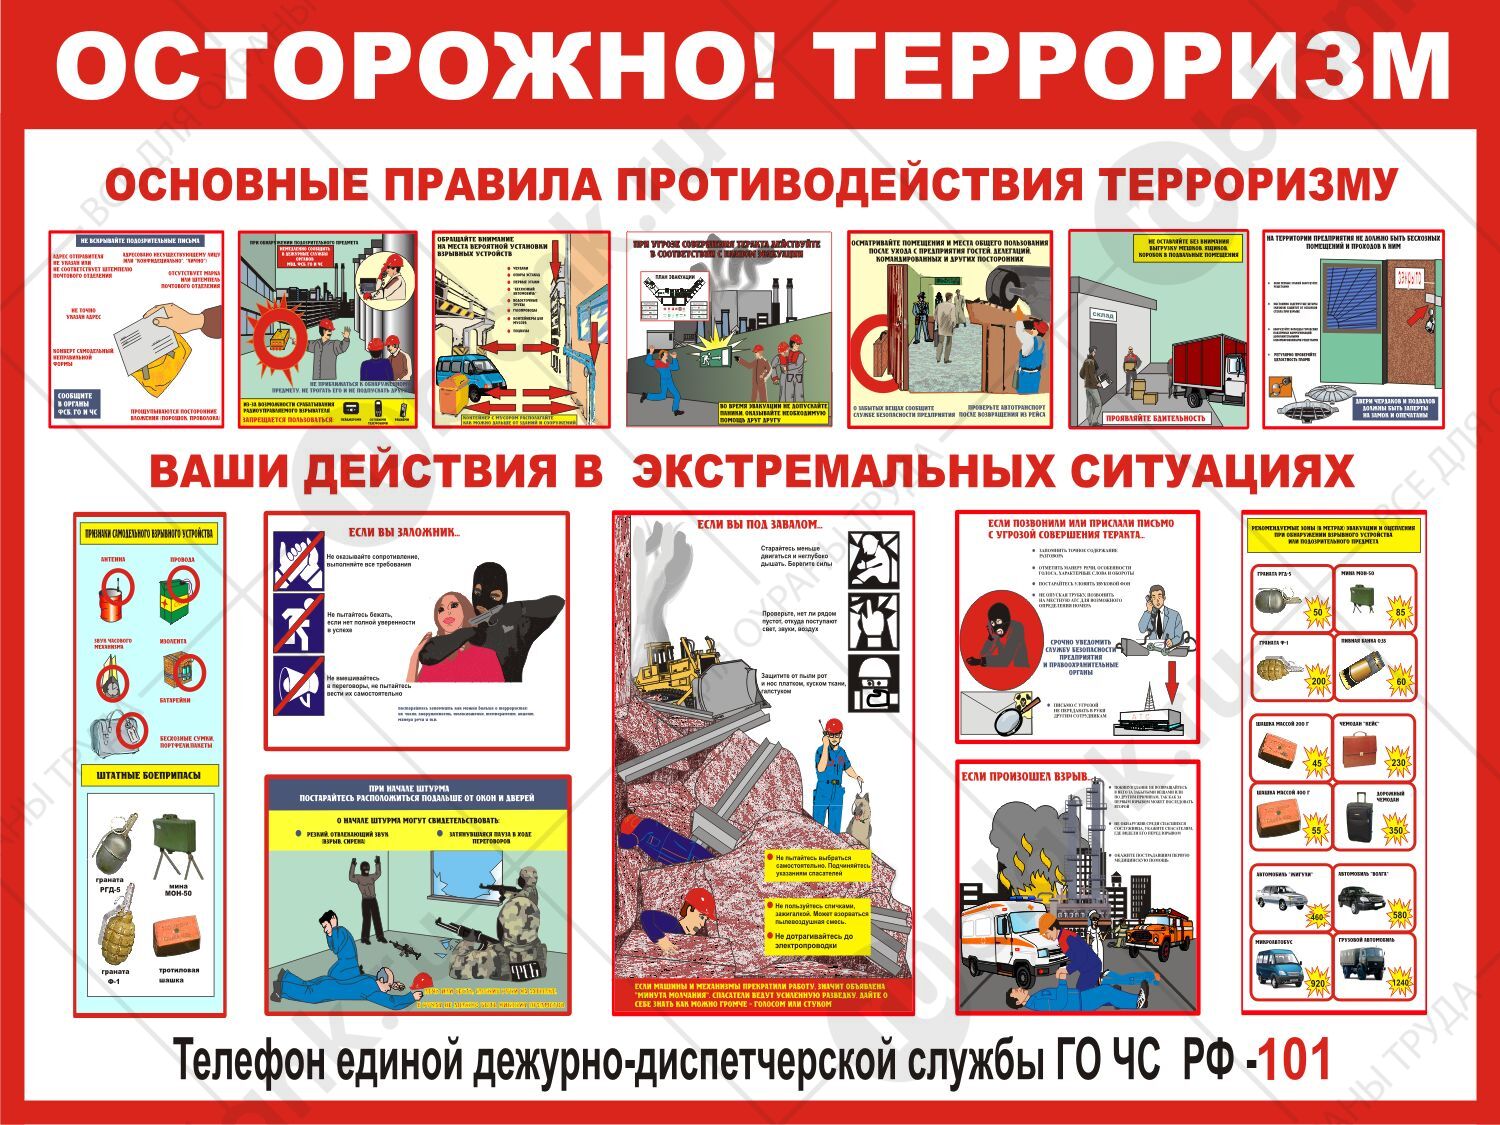 ОСТОРОЖНО! ТЕРРОРИЗМ
ОСНОВНЫЕ ПРАВИЛА ПРОТИВОДЕЙСТВИЯ ТЕРРОРИЗМУ
НЕ ВСКРЫВАЙТЕ ПОДОЗРИТЕЛЬНЫЕ ПИСЬМА
АДРЕС ОТПРАВИТЕЛЯ
НЕ УКАЗАН ИЛИ
НЕ СООТВЕТСТВУЕТ ШТЕМПЕЛЮ
ПОЧТОВОГО ОТДЕЛЕНИЯ
АДРЕСОВАНО НЕСУЩЕСТВУЮЩЕМУ ЛИЦУ
ИЛИ "КОНФИДЕЦИАЛЬНО", "ЛИЧНО"!
ОТСУТСТВУЕТ МАРКА
ИЛИ ШТЕМПЕЛЬ
ПОЧТОВОГО ОТДЕЛЕНИЯ
НЕ ТОЧНО
УКАЗАН АДРЕС
КОНВЕРТ САМОДЕЛЬНЫЙ
НЕПРАВИЛЬНОЙ
ФОРМЫ
СООБЩИТЕ
В ОРГАНЫ
ФСБ, ГО И ЧС
ПРОЩУПЫВАЮТСЯ ПОСТОРОННИЕ
ВЛОЖЕНИЯ (ПОРОШОК, ПРОВОЛОКА)
ПРИ ОБНАРУЖЕНИИ ПОДОЗРИТЕЛЬНОГО ПРЕДМЕТА
НЕМЕДЛЕННО СООБЩИТЬ
В ДЕЖУРНЫЕ СЛУЖБЫ
ОРГАНОВ
МВД, ФСБ, ГО И ЧС
НЕ ПРИБЛИЖАТЬСЯ К ОБНАРУЖЕННОМУ
ПРЕДМЕТУ, НЕ ТРОГАТЬ ЕГО И НЕ ПОДПУСКАТЬ ДРУГИХ
ИЗ-ЗА ВОЗМОЖНОСТИ СРАБАТЫВАНИЯ
РАДИОУПРАВЛЯЕМОГО ВЗРЫВАТЕЛЯ
ЗАПРЕЩАЕТСЯ ПОЛЬЗОВАТЬСЯ:
ОБРАЩАЙТЕ ВНИМАНИЕ
НА МЕСТА ВЕРОЯТНОЙ УСТАНОВКИ
ВЗРЫВНЫХ УСТРОЙСТВ
ЧЕРДАКИ
ОПОРЫ ЭСТАКАД
ПЕРВЫЕ ЭТАЖИ
ВОДОСТОЧНЫЕ
ТРУБЫ
ГАЗОПРОВОДЫ
КОНТЕЙНЕРЫ ДЛЯ
МУСОРА
ПОДВАЛЫ
КОНТЕЙНЕР С МУСОРОМ РАСПОЛАГАЙТЕ
КАК МОЖНО ДАЛЬШЕ ОТ ЗДАНИЙ И СООРУЖЕНИЙ
ПРИ УГРОЗЕ СОВЕРШЕНИЯ ТЕРАКТА ДЕЙСТВУЙТЕ
В СООТВЕТСТВИИ С ПЛАНОМ ЭВАКУАЦИИ
ПЛАН ЭВАКУАЦИИ
ВО ВРЕМЯ ЭВАКУАЦИИ НЕ ДОПУСКАЙТЕ
ПАНИКИ. ОКАЗЫВАЙТЕ НЕОБХОДИМУЮ
ПОМОЩЬ ДРУГ ДРУГУ
ОСМАТРИВАЙТЕ ПОМЕЩЕНИЯ И МЕСТА ОБЩЕГО ПОЛЬЗОВАНИЯ
ПОСЛЕ УХОДА С ПРЕДПРИЯТИЯ ГОСТЕЙ, ДЕЛЕГАЦИЙ,
КОМАНДИРОВАННЫХ И ДРУГИХ ПОСТОРОННИХ
О ЗАБЫТЫХ ВЕЩАХ СООБЩИТЕ
СЛУЖБЕ БЕЗОПАСНОСТИ ПРЕДПРИЯТИЯ
ПРОВЕРЬТЕ АВТОТРАНСПОРТ
ПОСЛЕ ВОЗВРАЩЕНИЯ ИЗ РЕЙСА
НЕ ОСТАВЛЯЙТЕ БЕЗ ВНИМАНИЯ
ВЫГРУЗКУ МЕШКОВ, ЯЩИКОВ,
КОРОБОК В ПОДВАЛЬНЫЕ ПОМЕЩЕНИЯ
СКЛАД
ПРОЯВЛЯЙТЕ БДИТЕЛЬНОСТЬ
НА ТЕРРИТОРИИ ПРЕДПРИЯТИЯ НЕ ДОЛЖНО БЫТЬ БЕСХОЗНЫХ
ПОМЕЩЕНИЙ И ПРОХОДОВ К НИМ
ДВЕРИ ЧЕРДАКОВ И ПОДВАЛОВ
ДОЛЖНЫ БЫТЬ ЗАПЕРТЫ
НА ЗАМОК И ОПЕЧАТАНЫ
ВАШИ ДЕЙСТВИЯ В ЭКСТРЕМАЛЬНЫХ СИТУАЦИЯХ
ПРИЗНАКИ САМОДЕЛЬНОГО ВЗРЫВНОГО УСТРОЙСТВА
АНТЕННА
ПРОВОДА
ЗВУК ЧАСОВОГО
МЕХАНИЗМА
ИЗОЛЕНТА
БАТАРЕЙКИ
БЕСХОЗНЫЕ СУМКИ,
ПОРТФЕЛИ,ПАКЕТЫ
ШТАТНЫЕ БОЕПРИПАСЫ
граната
РГД-5
мина
МОН-50
граната
Ф-1
тротиловая
шашка
ЕСЛИ ВЫ ЗАЛОЖНИК...
Не оказывайте сопротивление,
выполняйте все требования
Не пытайтесь бежать,
если нет полной уверенности
в успехе
Не вмешивайтесь
в переговоры, не пытайтесь
вести их самостоятельно
ПРИ НАЧАЛЕ ШТУРМА
ПОСТАРАЙТЕСЬ РАСПОЛОЖИТЬСЯ ПОДАЛЬШЕ ОТ ОКОН И ДВЕРЕЙ
О НАЧАЛЕ ШТУРМА МОГУТ СВИДЕТЕЛЬСТВОВАТЬ:
РЕЗКИЙ, ОТВЛЕКАЮЩИЙ ЗВУК
(ВЗРЫВ, СИРЕНА)
ЗАТЯНУВШАЯСЯ ПАУЗА В ХОДЕ
ПЕРЕГОВОРОВ
ФСБ
ЕСЛИ ВЫ ПОД ЗАВАЛОМ...
Старайтесь меньше
двигаться и неглубоко
дышать. Берегите силы
Проверьте, нет ли рядом
пустот, откуда поступают
свет, звуки, воздух
Защитите от пыли рот
и нос платком, куском ткани,
галстуком
Не пытайтесь выбраться
самостоятельно. Подчиняйтесь
указаниям спасателей
Не пользуйтесь спичками,
зажигалкой. Может взорваться
пылевоздушная смесь.
Не дотрагивайтесь до
электропроводки
ЕСЛИ МАШИНЫ И МЕХАНИЗМЫ ПРЕКРАТИЛИ РАБОТУ, ЗНАЧИТ ОБЪЯВЛЕНА
"МИНУТА МОЛЧАНИЯ". СПАСАТЕЛИ ВЕДУТ УСИЛЕННУЮ РАЗВЕДКУ. ДАЙТЕ О
СЕБЕ ЗНАТЬ КАК МОЖНО ГРОМЧЕ - ГОЛОСОМ ИЛИ СТУКОМ
ЕСЛИ ПОЗВОНИЛИ ИЛИ ПРИСЛАЛИ ПИСЬМО
С УГРОЗОЙ СОВЕРШЕНИЯ ТЕРАКТА...
ЗАПОМНИТЬ ТОЧНОЕ СОДЕРЖАНИЕ
РАЗГОВОРА
ОТМЕТИТЬ МАНЕРУ РЕЧИ, ОСОБЕННОСТИ
ГОЛОСА, ХАРАКТЕРНЫЕ СЛОВА И ОБОРОТЫ
ПОСТАРАЙТЕСЬ УЛОВИТЬ ЗВУКОВОЙ ФОН
НЕ ОПУСКАЯ ТРУБКУ, ПОЗВОНИТЬ
НА МЕСТНУЮ АТС ДЛЯ ВОЗМОЖНОГО
ОПРЕДЕЛЕНИЯ НОМЕРА
СРОЧНО УВЕДОМИТЬ
СЛУЖБУ БЕЗОПАСНОСТИ
ПРЕДПРИЯТИЯ
И ПРАВООХРАНИТЕЛЬНЫЕ
ОРГАНЫ
ПИСЬМО С УГРОЗОЙ
НЕ ПЕРЕДАВАТЬ В РУКИ
ДРУГИМ СОТРУДНИКАМ
АТС
ЕСЛИ ПРОИЗОШЕЛ ВЗРЫВ...
ОКАЖИТЕ ПОСТРАДАВШИМ ПЕРВУЮ
МЕДИЦИНСКУЮ ПОМОЩЬ
РЕКОМЕНДУЕМЫЕ ЗОНЫ (В МЕТРАХ) ЭВАКУАЦИИ И ОЦЕПЛЕНИЯ
ПРИ ОБНАРУЖЕНИИ ВЗРЫВНОГО УСТРОЙСТВА
ИЛИ ПОДОЗРИТЕЛЬНОГО ПРЕДМЕТА
ГРАНАТА РГД-5
50
МИНА МОН-50
85
ГРАНАТА Ф-1
200
ПИВНАЯ БАНКА 0,33
60
ШАШКА МАССОЙ 200 Г
45
ЧЕМОДАН "КЕЙС"
230
ШАШКА МАССОЙ 400 Г
55
ДОРОЖНЫЙ
ЧЕМОДАН
350
АВТОМОБИЛЬ "ЖИГУЛИ"
460
АВТОМОБИЛЬ "ВОЛГА"
580
МИКРОАВТОБУС
920
ГРУЗОВОЙ АВТОМОБИЛЬ
1240
Телефон единой дежурно-диспетчерской службы ГО ЧС РФ -101